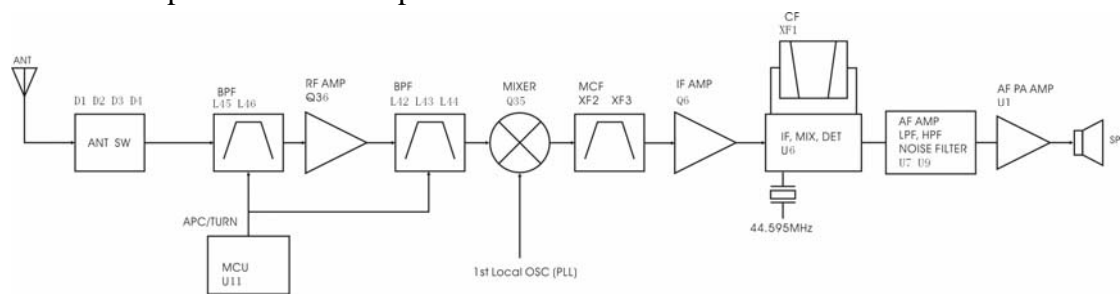 ANT
D1 D2 D3 D4
ANT SW
BPF
L45 L46
RF AMP
Q36
BPF
L42 L43 L44
MIXER
Q35
MCF
XF2 XF3
IF AMP
Q6
CF
XF1
IF, MIX, DET
U6
44.595MHz
AF AMP
LPF, HPF
NOISE FILTER
U7 U9
AF PA AMP
U1
SP
APC/TURN
MCU
U11
1st Local OSC (PLL)